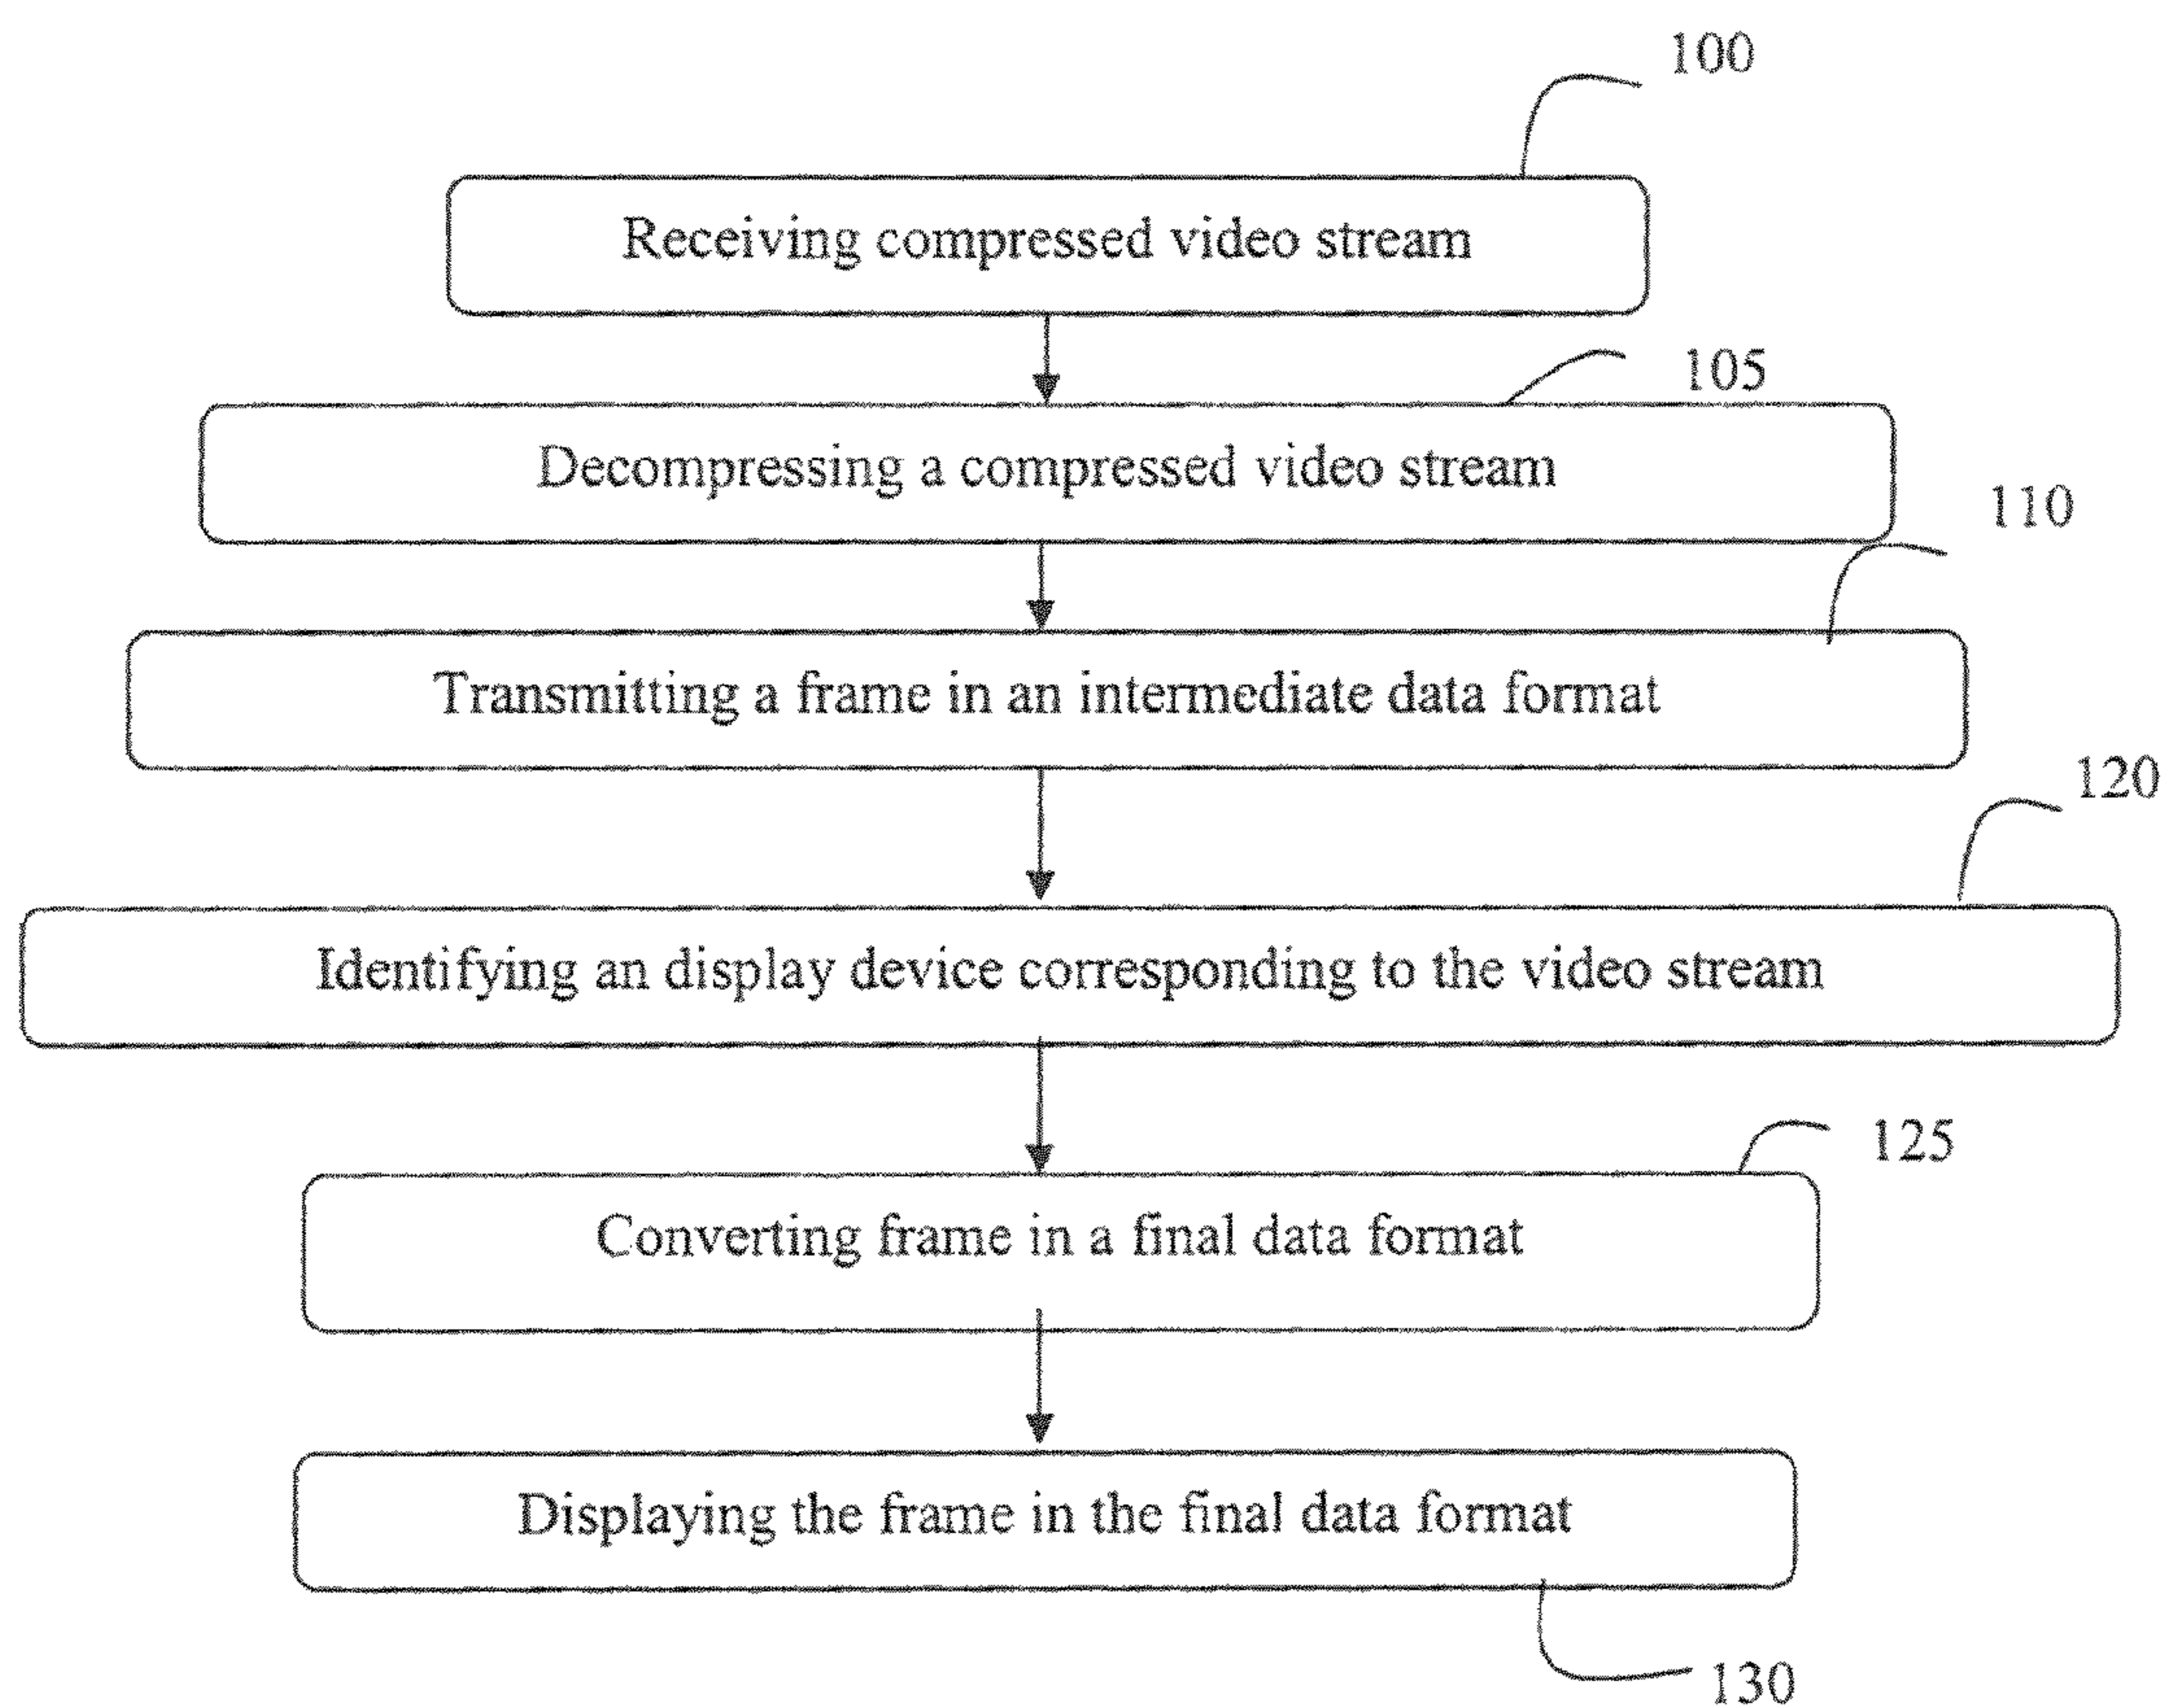 100
Receiving compressed video stream
105
Decompressing a compressed video stream
110
Transmitting a frame in an intermediate data format
120
Identifying an display device corresponding to the video stream
125
Converting frame in a final data format
Displaying the frame in the final data format
130